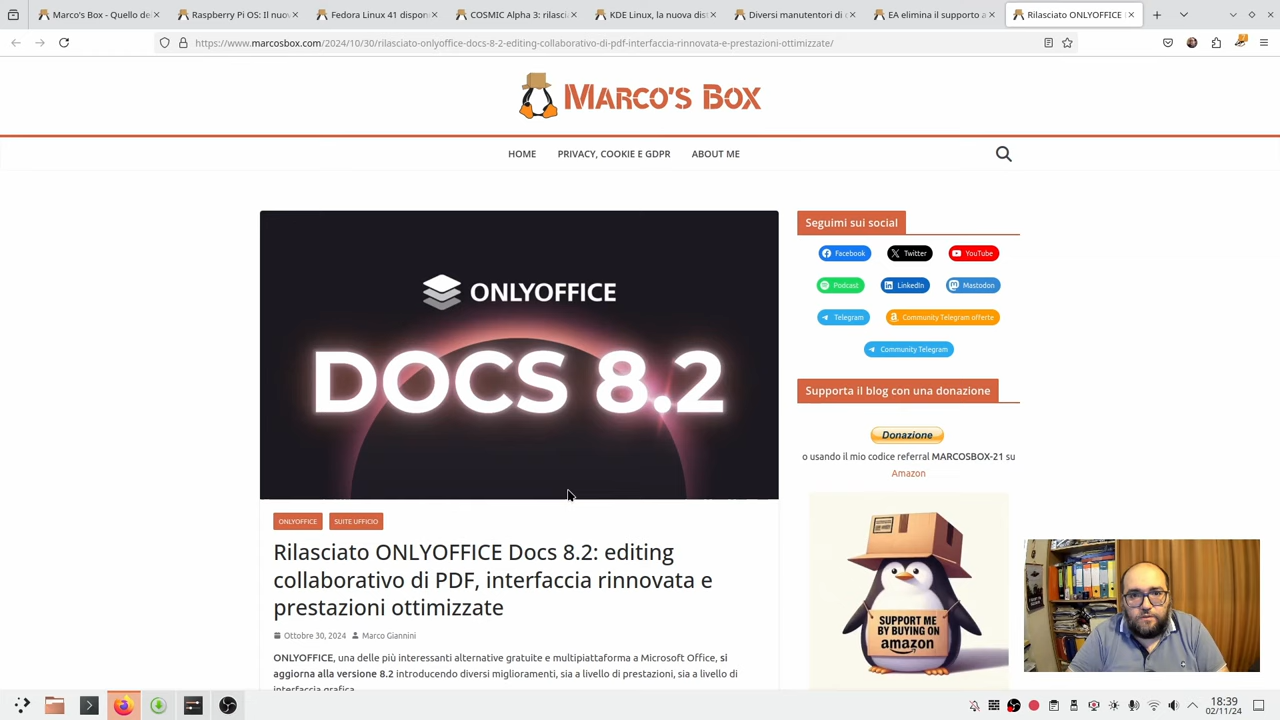 Marco's Box - Quello de
Raspberry Pi OS: Il nuov
Fedora Linux 41 disponi
COSMIC Alpha 3: rilasci
KDE Linux, la nuova dis
Diversi manutentori di
EA elimina il supporto a
Rilasciato ONLYOFFICE
https://www.marcosbox.com/2024/10/30/rilasciato-onlyoffice-docs-8-2-editing-collaborativo-di-pdf-interfaccia-rinnovata-e-prestazioni-ottimizzate/
MARCO'S BOX
HOME PRIVACY, COOKIE E GDPR ABOUT ME
ONLYOFFICE
DOCS 8.2
ONLYOFFICE SUITE UFFICIO
Rilasciato ONLYOFFICE Docs 8.2: editing
collaborativo di PDF, interfaccia rinnovata e
prestazioni ottimizzate
Ottobre 30, 2024 Marco Giannini
ONLYOFFICE, una delle più interessanti alternative gratuite e multipiattaforma a Microsoft Office, si
aggiorna alla versione 8.2 introducendo diversi miglioramenti, sia a livello di prestazioni, sia a livello di
interfaccia grafica.
Seguimi sui social
Facebook Twitter YouTube
Podcast LinkedIn Mastodon
Telegram Community Telegram offerte
Community Telegram
Supporta il blog con una donazione
Donazione
o usando il mio codice referral MARCOSBOX-21 su
Amazon
SUPPORT ME
BY BUYING ON
amazon
18:39
02/11/24